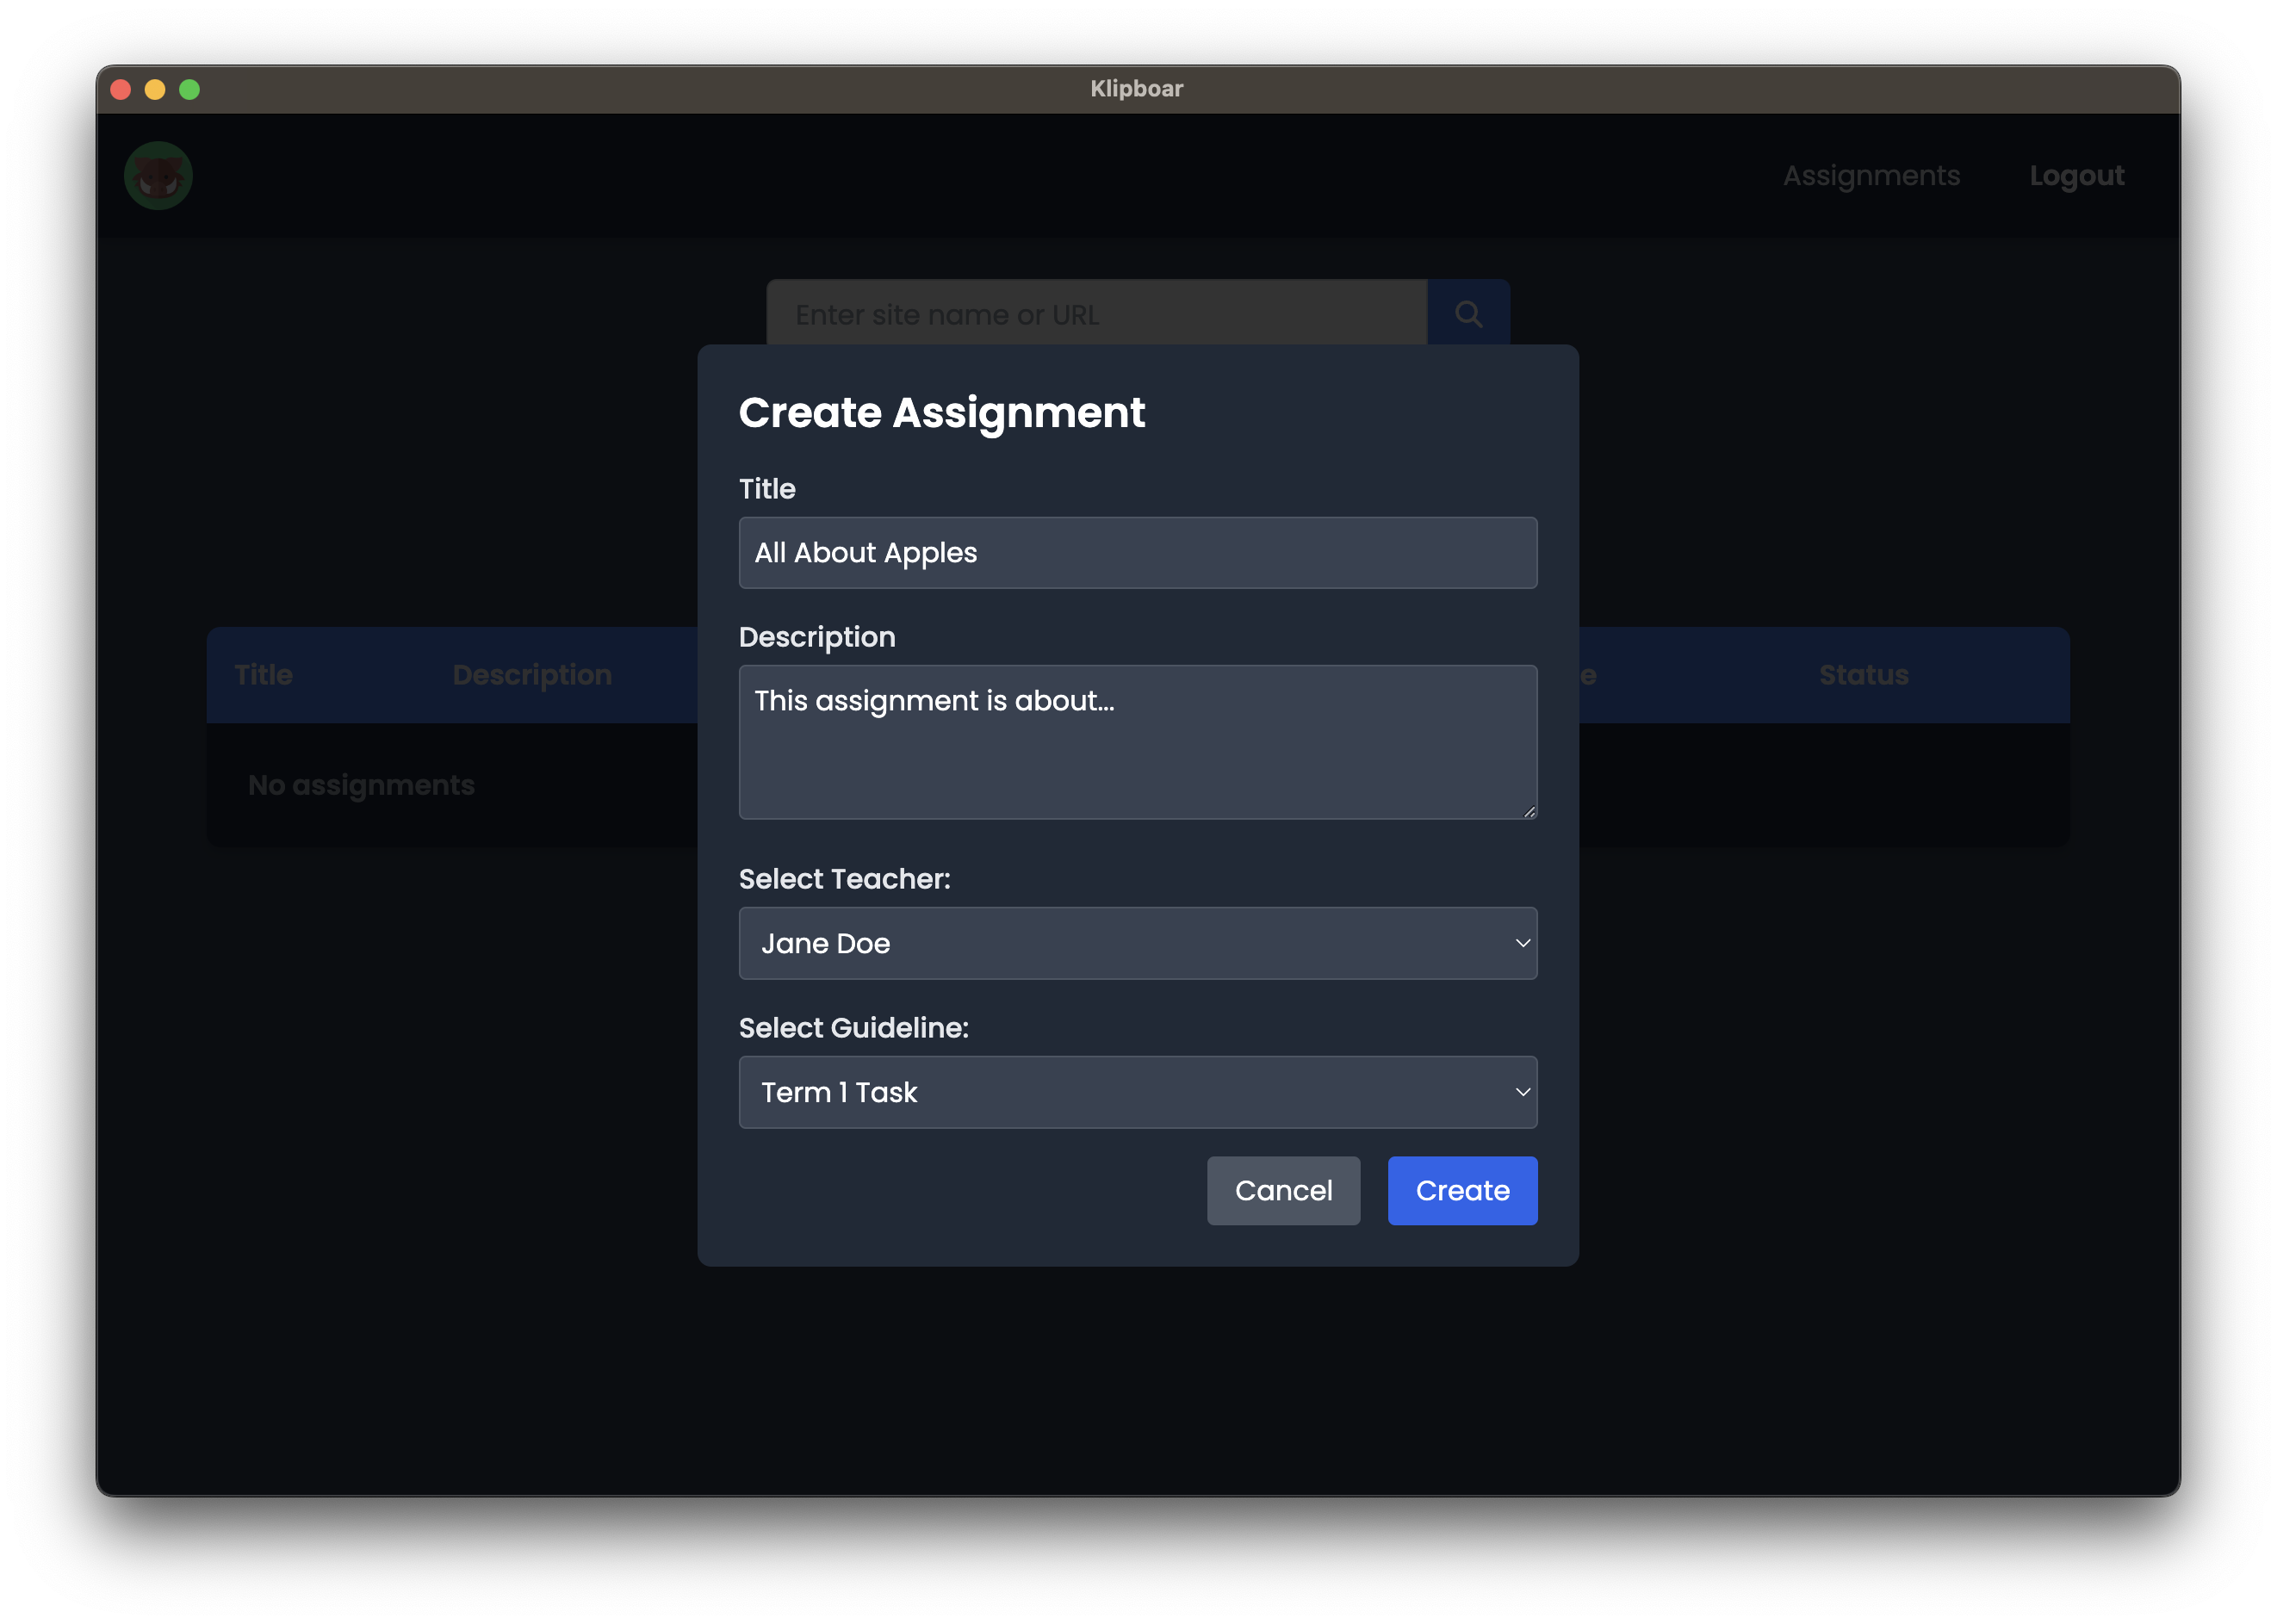 Klipboar
Assignments
Logout
Enter site name or URL
Create Assignment
Title
All About Apples
Description
This assignment is about...
Select Teacher:
Jane Doe
Select Guideline:
Term 1 Task
Cancel
Create
Title
Description
Status
No assignments